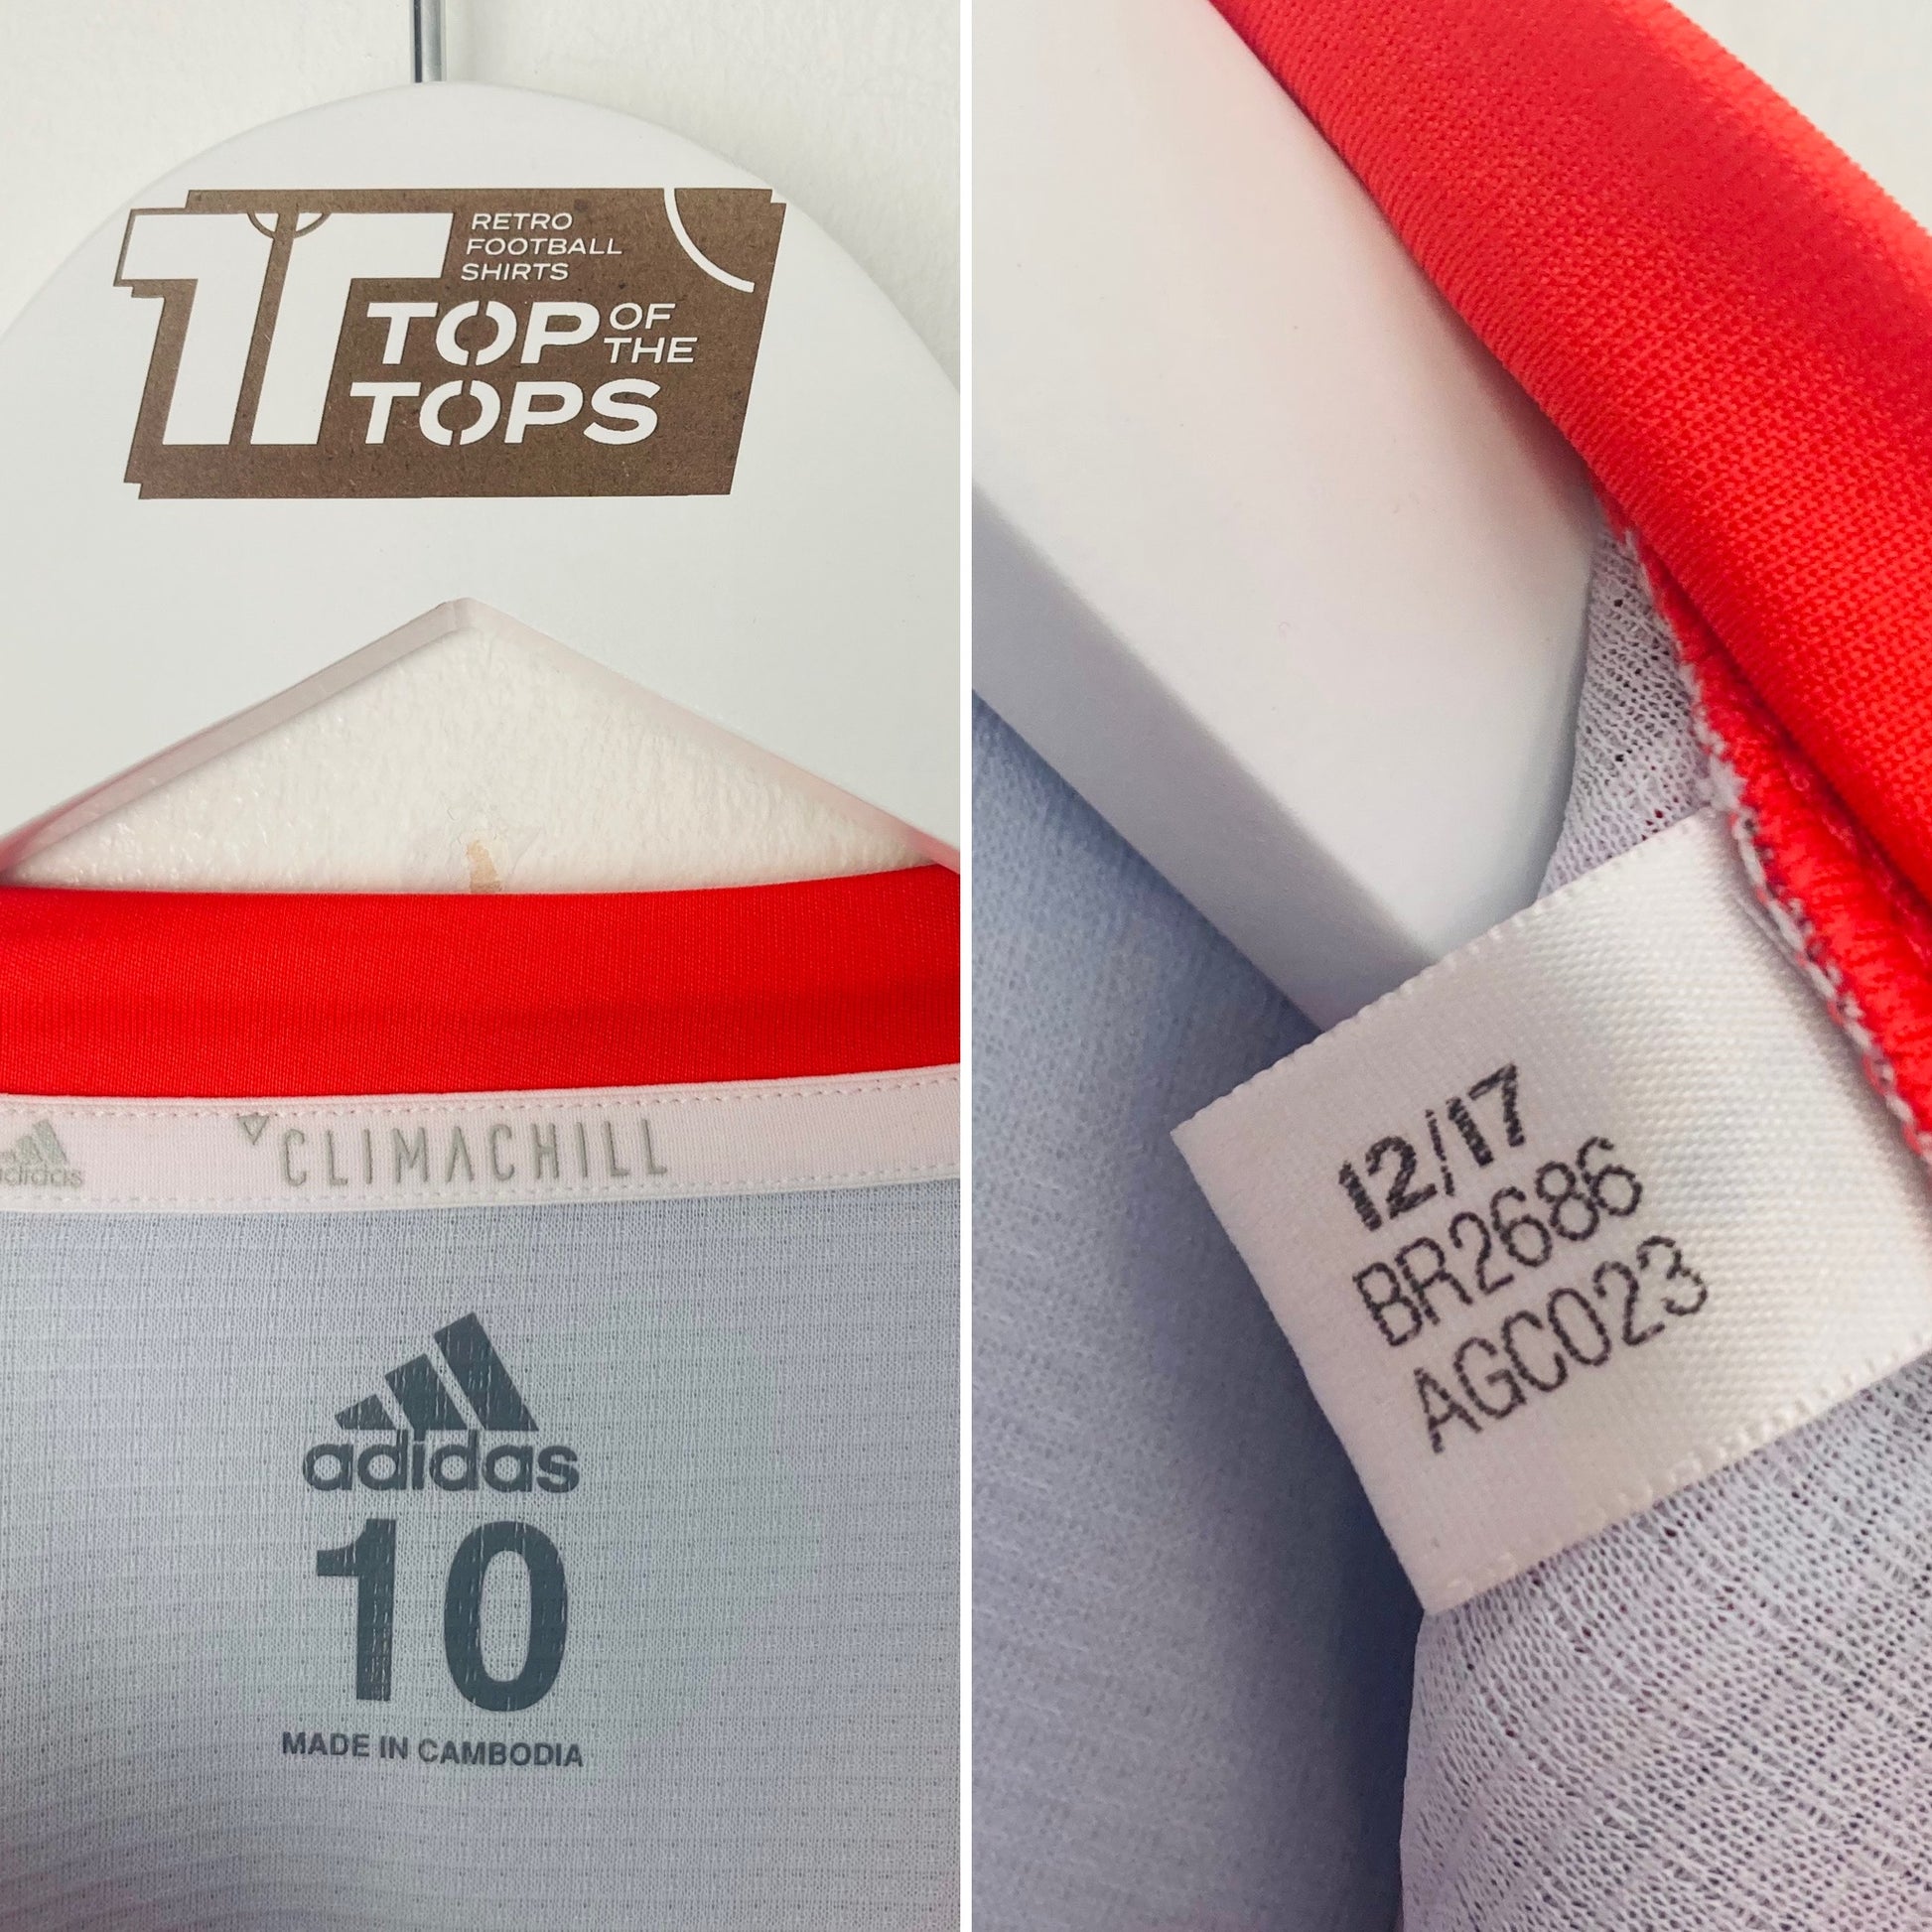 RETRO
FOOTBALL
SHIRTS
TOP OF THE
TOPS
adidas
CLIMACHILL
adidas
10
MADE IN CAMBODIA
12/17
BR2686
AGC023